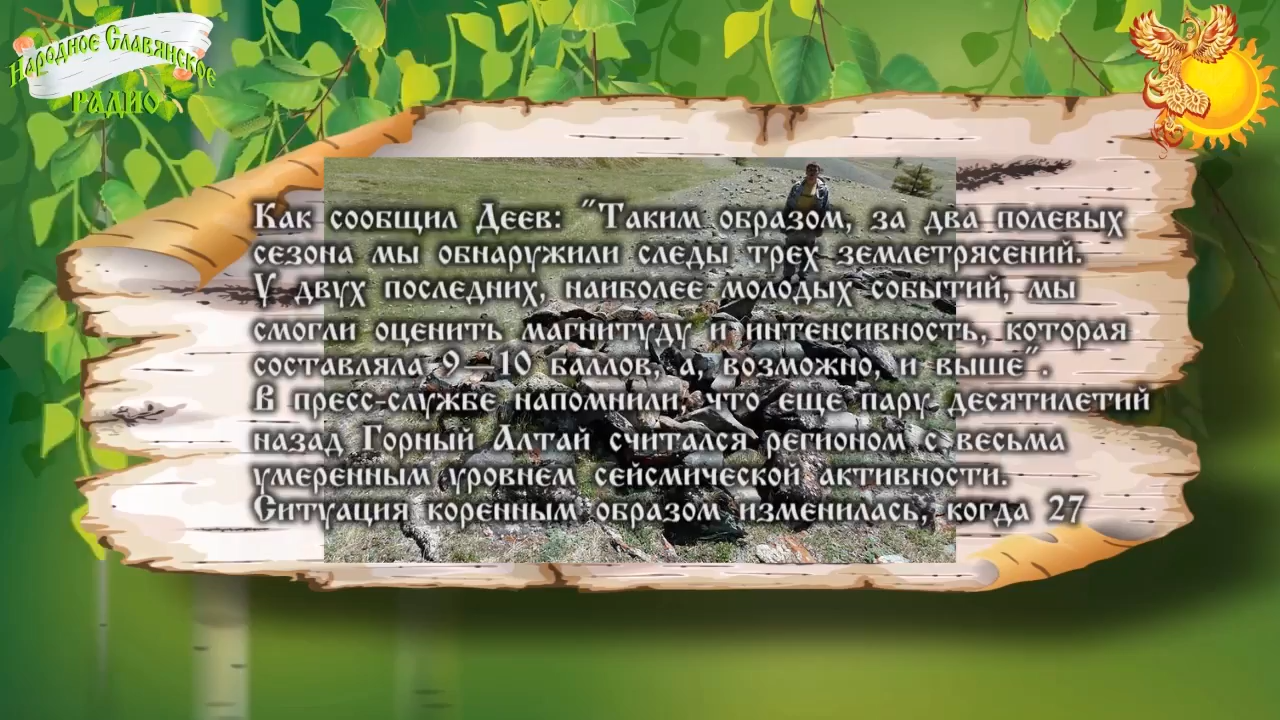 Народное Славянское
РАДИО
Как сообщил Деев: "Таким образом, за два полевых
сезона мы обнаружили следы трех землетрясений.
У двух последних, наиболее молодых событий, мы
смогли оценить магнитуду и интенсивность, которая
составляла 9—10 баллов, а, возможно, и выше".
В пресс-службе напомнили, что еще пару десятилетий
назад Горный Алтай считался регионом с весьма
умеренным уровнем сейсмической активности.
Ситуация коренным образом изменилась, когда 27